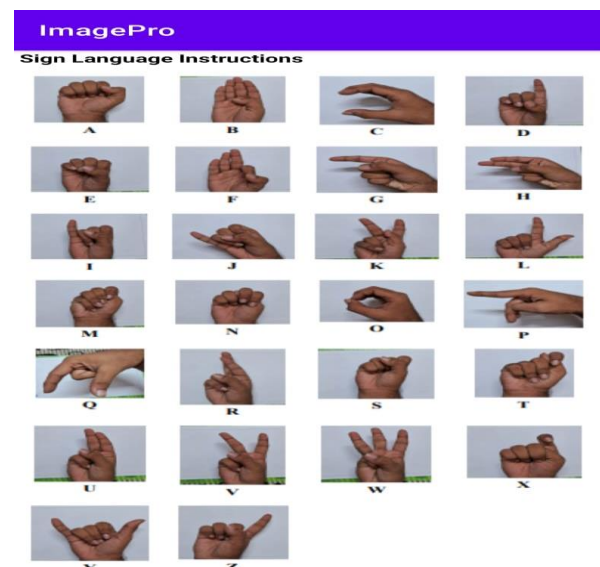 ImagePro
Sign Language Instructions
A B C D
E F G H
I J K L
M N O P
Q R S T
U V W X
Y Z